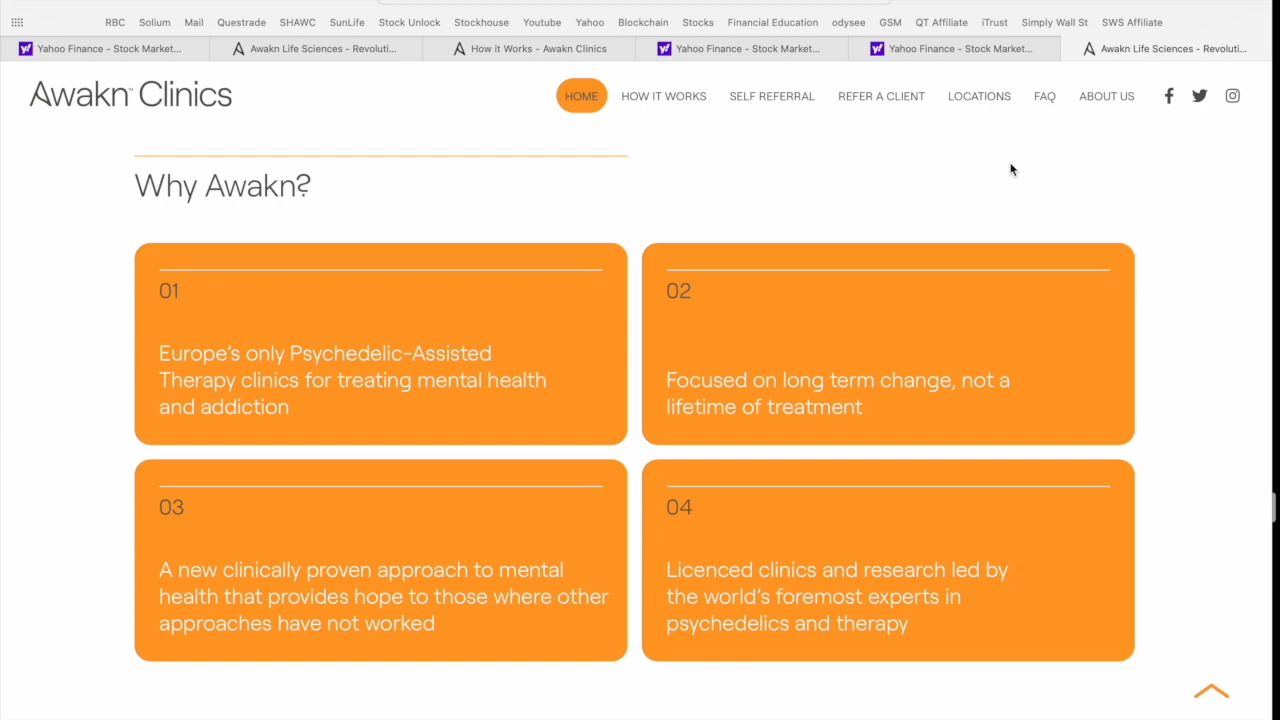 RBC Solium Mail Questrade SHAWC SunLife Stock Unlock Stockhouse Youtube Yahoo Blockchain Stocks Financial Education odysee GSM QT Affiliate iTrust Simply Wall St SWS Affiliate
Yahoo Finance - Stock Market... Awakn Life Sciences - Revoluti... How it Works - Awakn Clinics Yahoo Finance - Stock Market... Yahoo Finance - Stock Market... Awakn Life Sciences - Revoluti...
Awakn™ Clinics
HOME HOW IT WORKS SELF REFERRAL REFER A CLIENT LOCATIONS FAQ ABOUT US
Why Awakn?
01
Europe's only Psychedelic-Assisted
Therapy clinics for treating mental health
and addiction
02
Focused on long term change, not a
lifetime of treatment
03
A new clinically proven approach to mental
health that provides hope to those where other
approaches have not worked
04
Licenced clinics and research led by
the world's foremost experts in
psychedelics and therapy